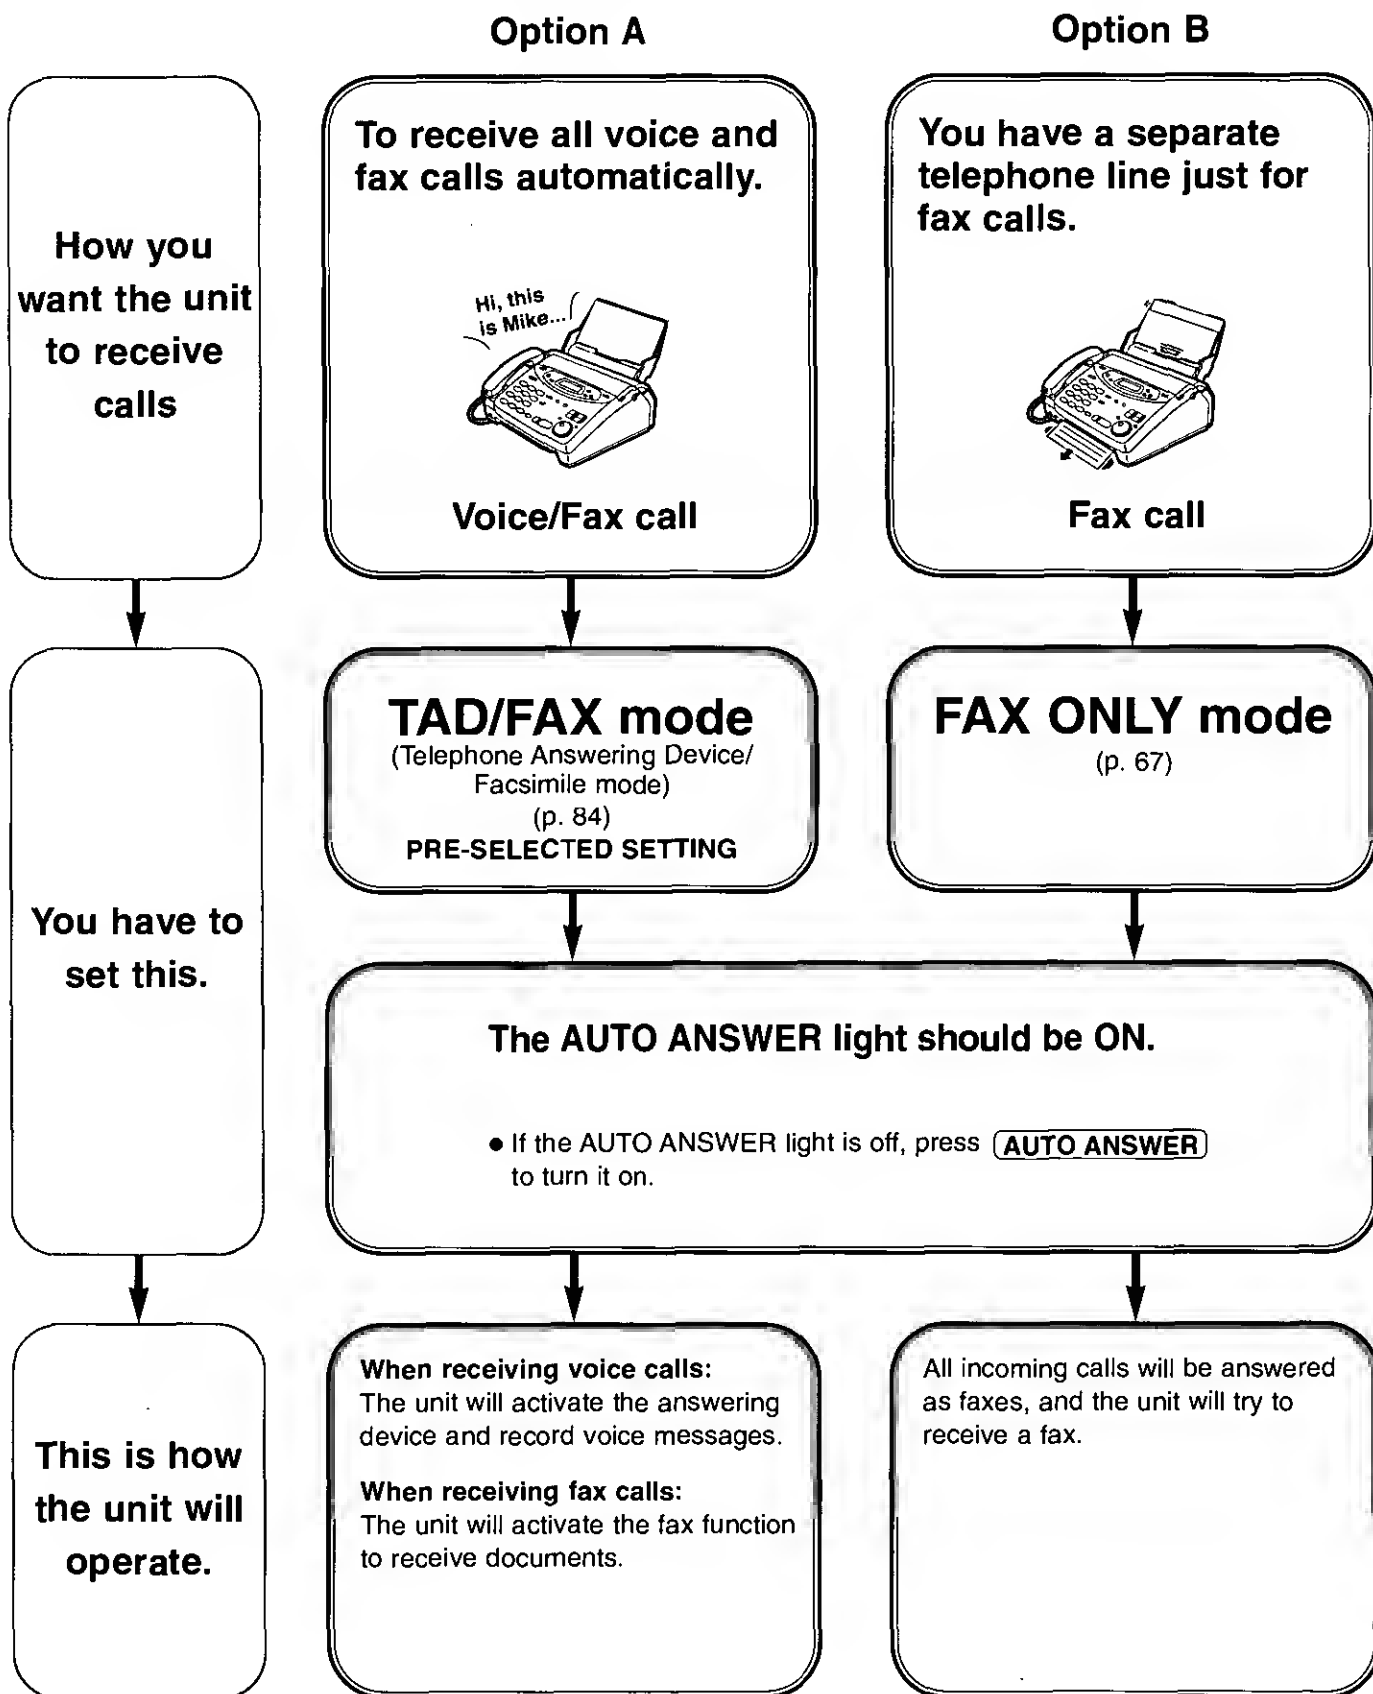 Option A
Option B
How you
want the unit
to receive
calls
To receive all voice and
fax calls automatically.
Hi, this
is Mike...
Voice/Fax call
You have a separate
telephone line just for
fax calls.
Fax call
You have to
set this.
TAD/FAX mode
(Telephone Answering Device/
Facsimile mode)
(p. 84)
PRE-SELECTED SETTING
FAX ONLY mode
(p. 67)
The AUTO ANSWER light should be ON.
● If the AUTO ANSWER light is off, press AUTO ANSWER
to turn it on.
This is how
the unit will
operate.
When receiving voice calls:
The unit will activate the answering
device and record voice messages.
When receiving fax calls:
The unit will activate the fax function
to receive documents.
All incoming calls will be answered
as faxes, and the unit will try to
receive a fax.